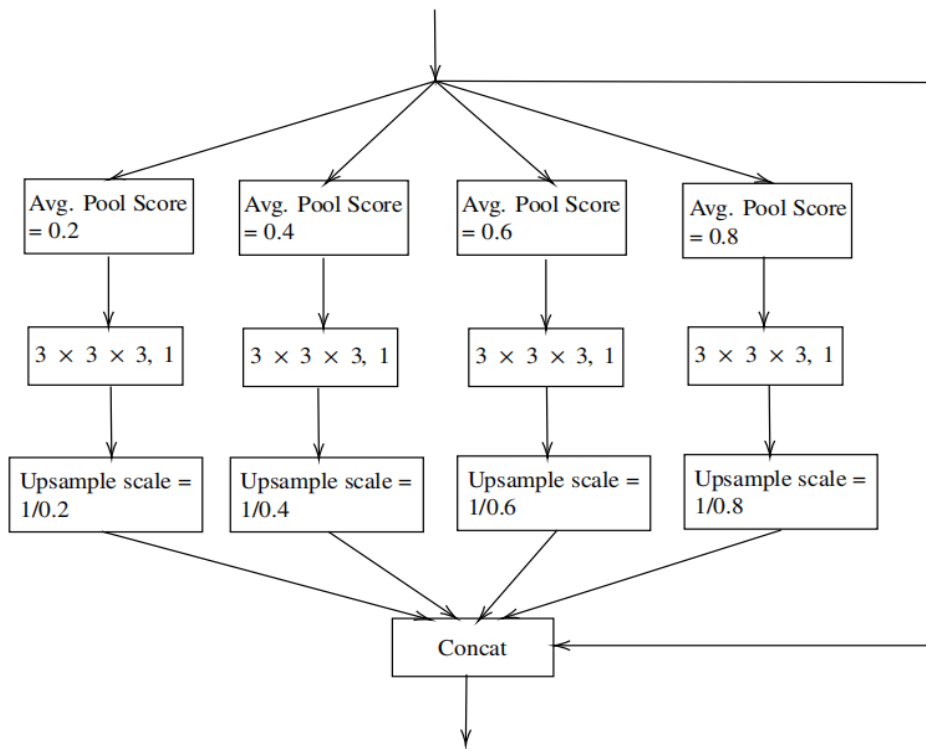 Avg. Pool Score
= 0.2
Avg. Pool Score
= 0.4
Avg. Pool Score
= 0.6
Avg. Pool Score
= 0.8
3 × 3 × 3, 1
3 × 3 × 3, 1
3 × 3 × 3, 1
3 × 3 × 3, 1
Upsample scale =
1/0.2
Upsample scale =
1/0.4
Upsample scale =
1/0.6
Upsample scale =
1/0.8
Concat